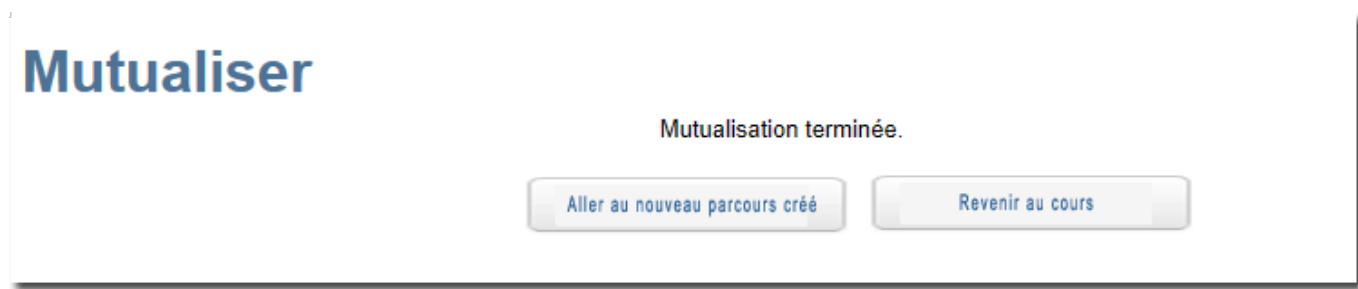 Mutualiser
Mutualisation terminée.
Aller au nouveau parcours créé
Revenir au cours